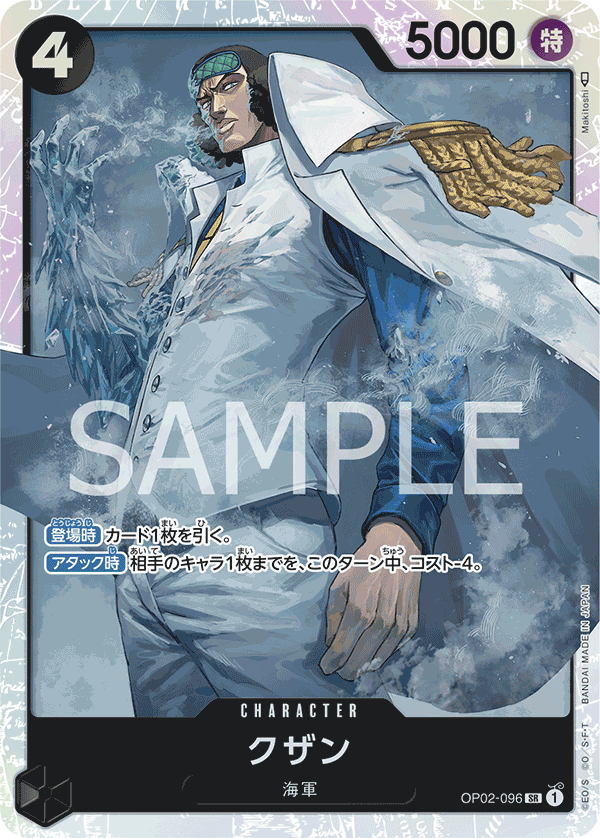 4
5000 特
Makitoshi
SAMPLE
登場時 カード1枚を引く。
アタック時 相手のキャラ1枚までを、このターン中、コスト-4。
©E.O/S ©O/S・F・T BANDAI MADE IN JAPAN
CHARACTER
クザン
海軍
OP02-096 SR 1